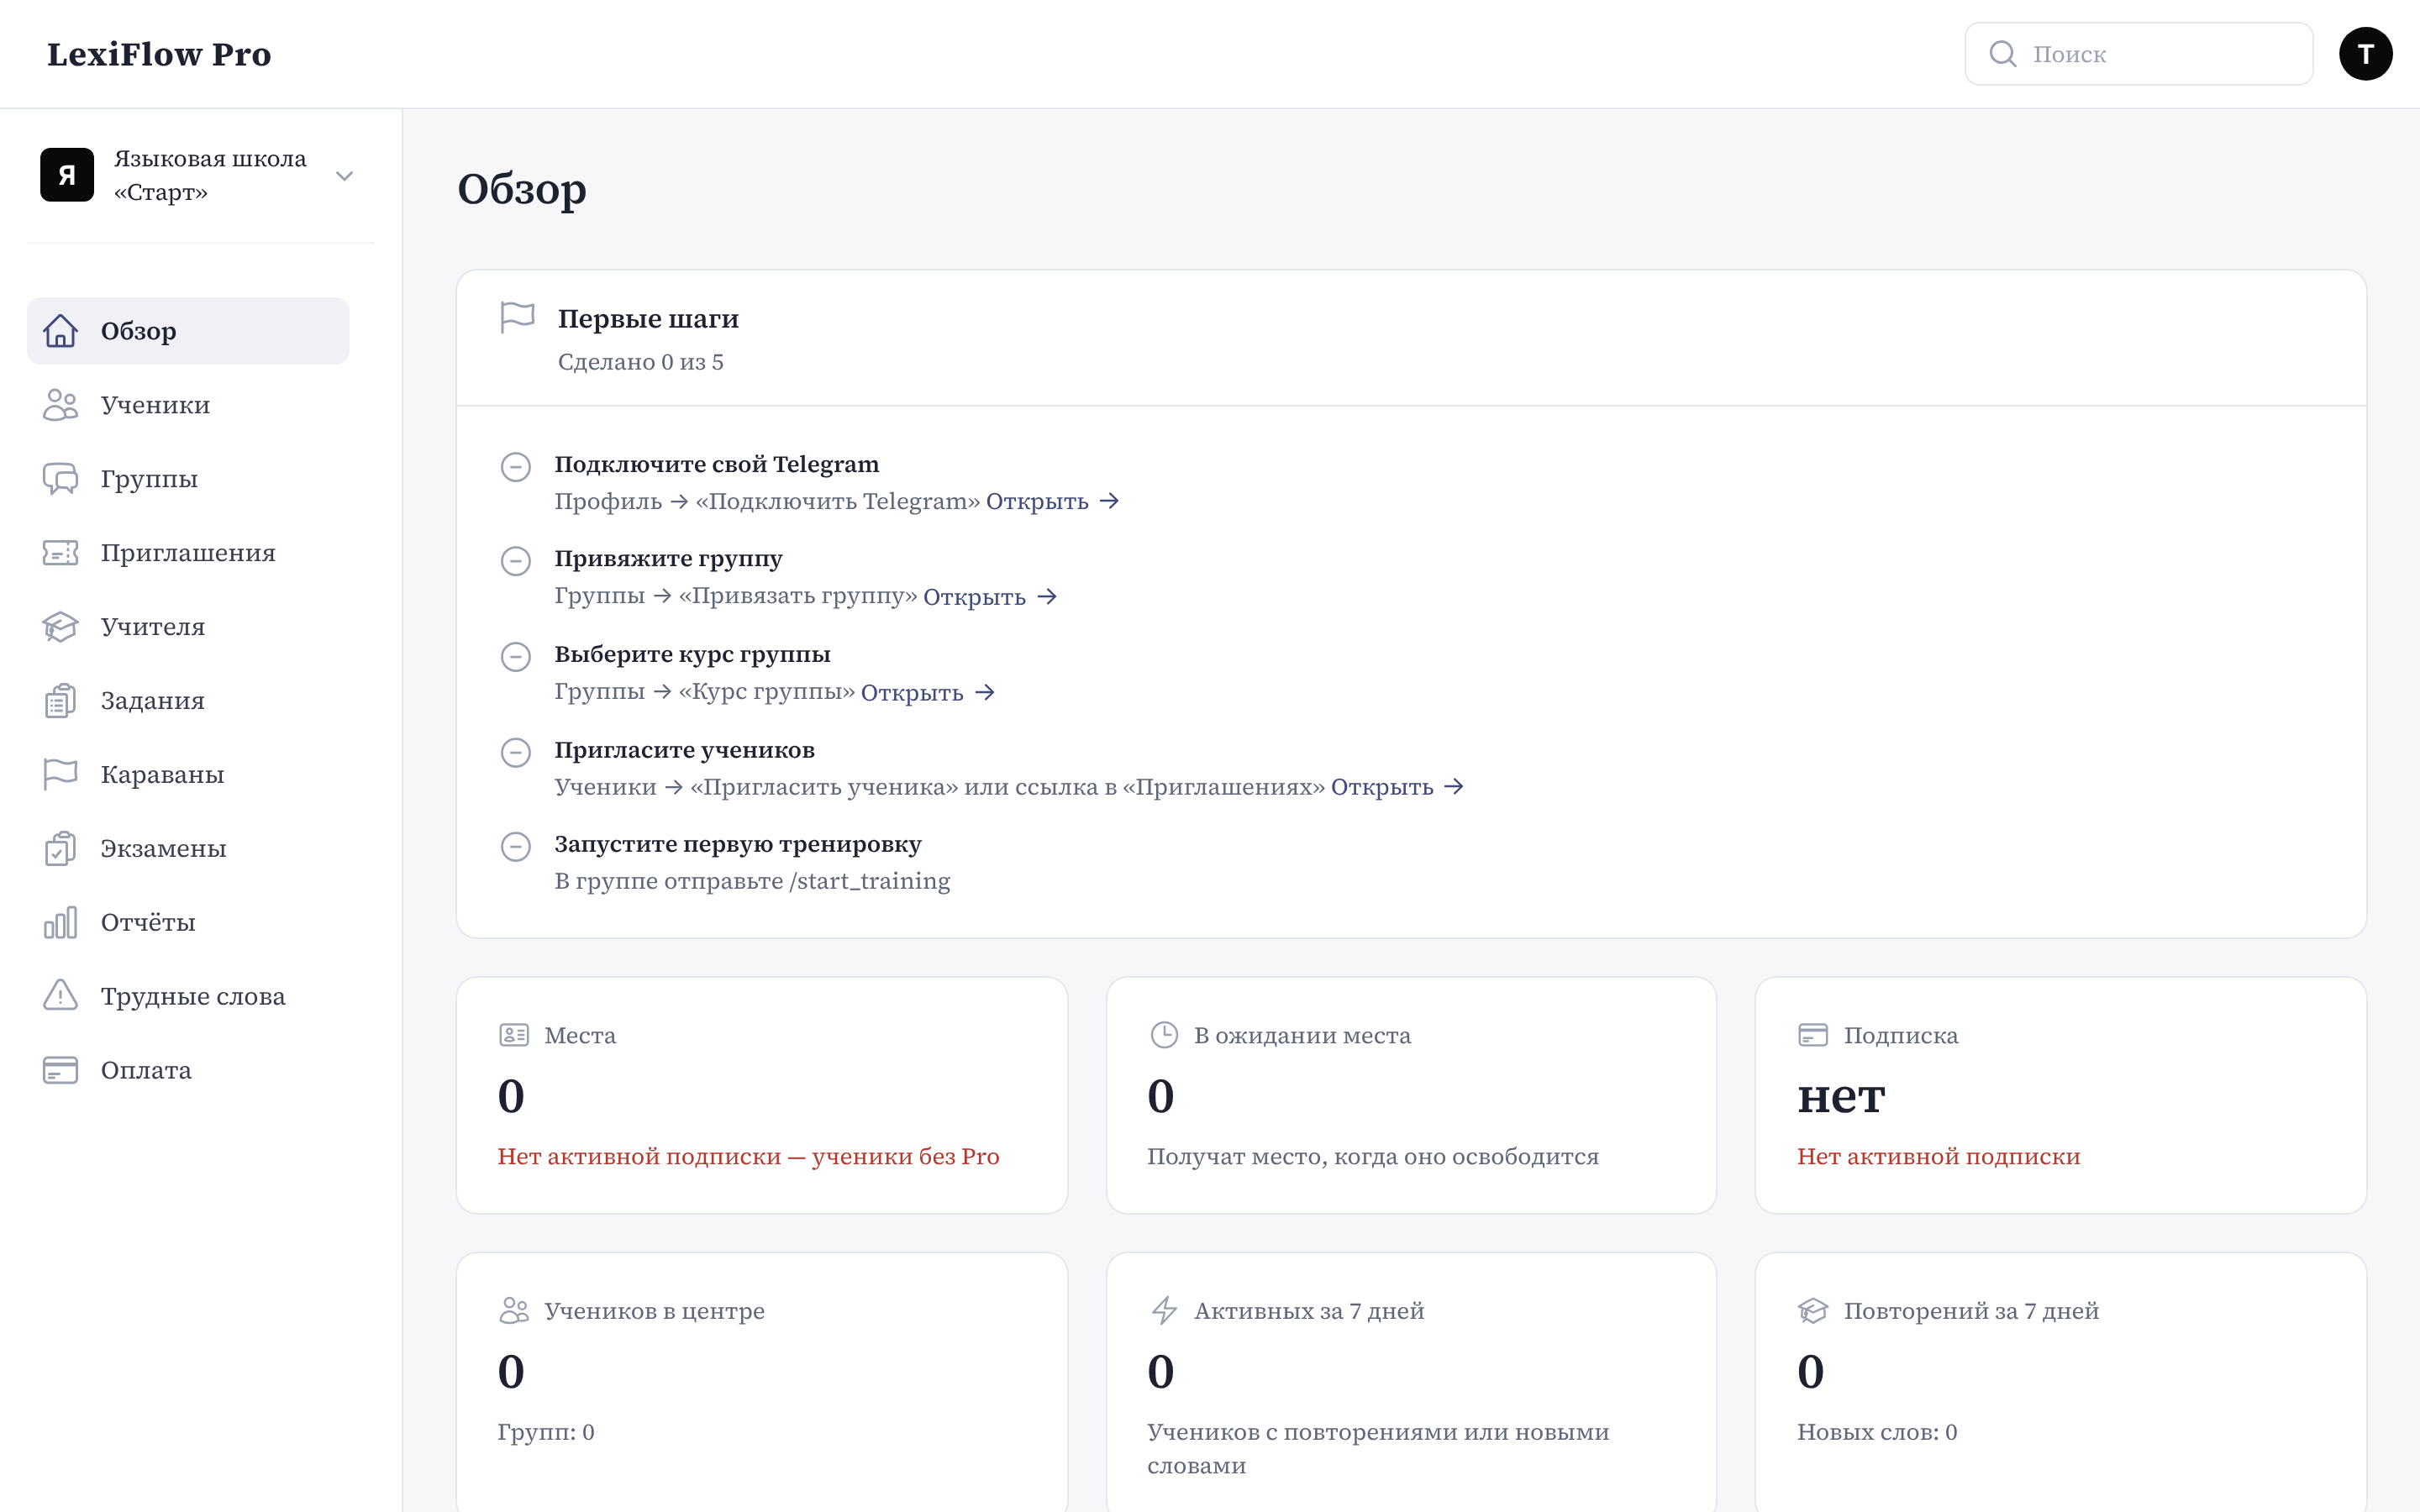 LexiFlow Pro
Поиск
T
Я
Языковая школа
«Старт»
Обзор
Ученики
Группы
Приглашения
Учителя
Задания
Караваны
Экзамены
Отчёты
Трудные слова
Оплата
Обзор
Первые шаги
Сделано 0 из 5
Подключите свой Telegram
Профиль → «Подключить Telegram» Открыть →
Привяжите группу
Группы → «Привязать группу» Открыть →
Выберите курс группы
Группы → «Курс группы» Открыть →
Пригласите учеников
Ученики → «Пригласить ученика» или ссылка в «Приглашениях» Открыть →
Запустите первую тренировку
В группе отправьте /start_training
Места
0
Нет активной подписки — ученики без Pro
В ожидании места
0
Получат место, когда оно освободится
Подписка
нет
Нет активной подписки
Учеников в центре
0
Групп: 0
Активных за 7 дней
0
Учеников с повторениями или новыми
словами
Повторений за 7 дней
0
Новых слов: 0